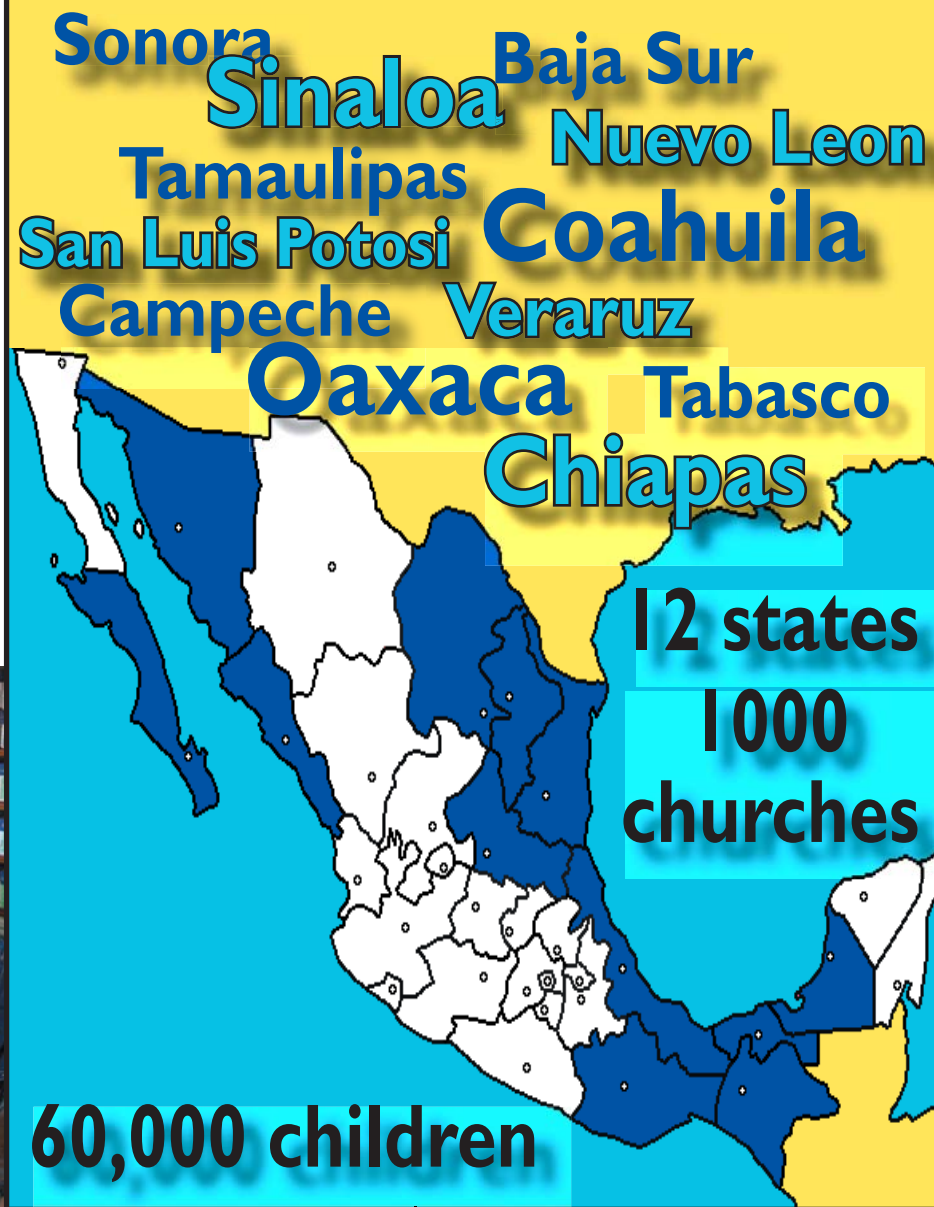 Sonora
Sinaloa
Baja Sur
Nuevo Leon
Tamaulipas
Coahuila
San Luis Potosi
Campeche
Veraruz
Oaxaca
Tabasco
Chiapas
12 states
1000
churches
60,000 children